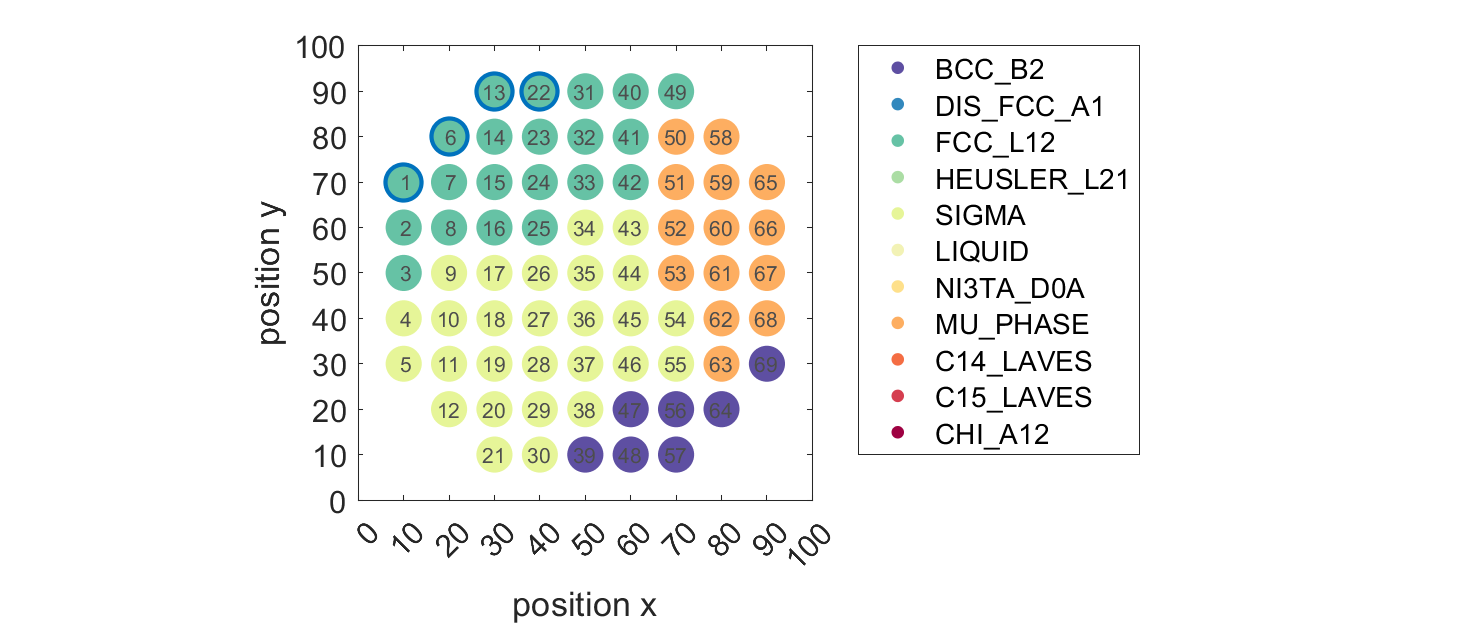 100
90 13 22 31 40 49
80 6 14 23 32 41 50 58
70 1 7 15 24 33 42 51 59 65
60 2 8 16 25 34 43 52 60 66
50 3 9 17 26 35 44 53 61 67
40 4 10 18 27 36 45 54 62 68
30 5 11 19 28 37 46 55 63 69
20 12 20 29 38 47 56 64
10 21 30 39 48 57
0
0 10 20 30 40 50 60 70 80 90 100
position x
position y
BCC_B2
DIS_FCC_A1
FCC_L12
HEUSLER_L21
SIGMA
LIQUID
NI3TA_D0A
MU_PHASE
C14_LAVES
C15_LAVES
CHI_A12